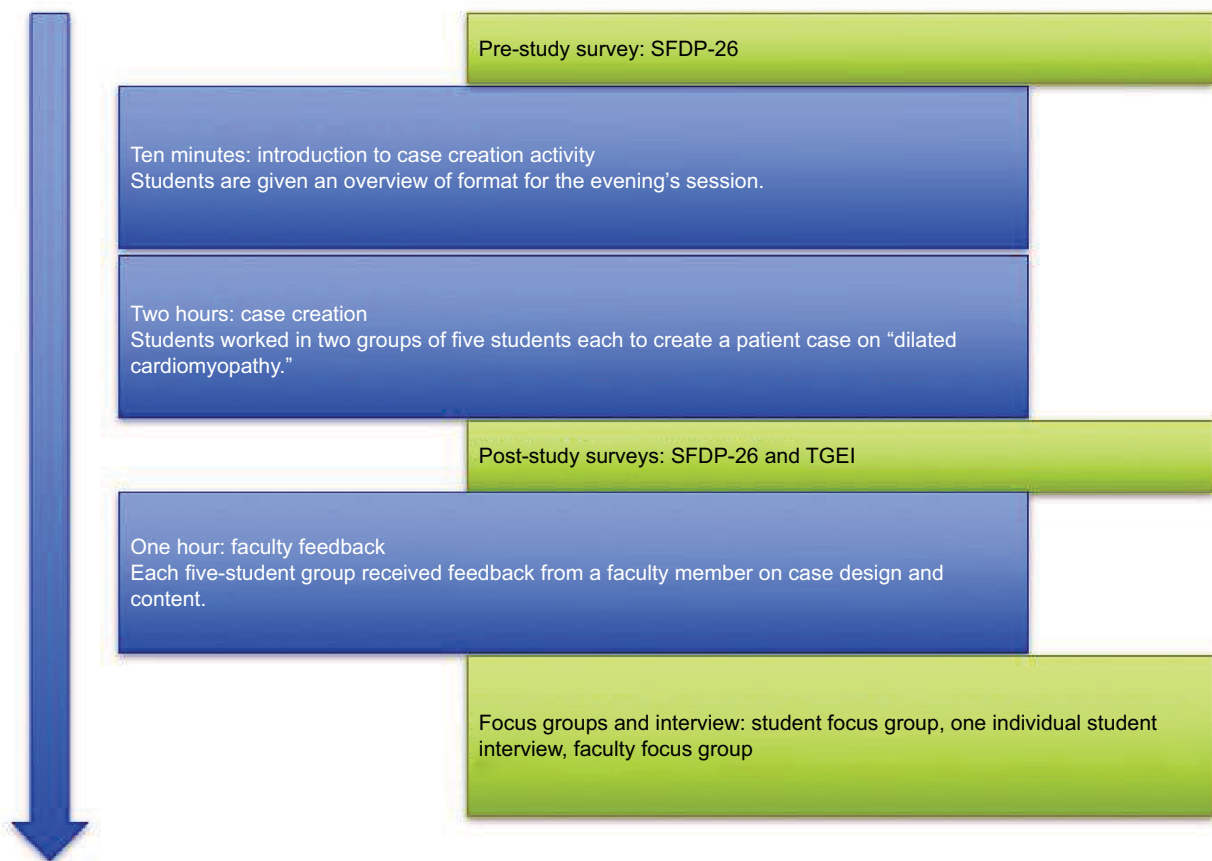 Pre-study survey: SFDP-26
Ten minutes: introduction to case creation activity
Students are given an overview of format for the evening’s session.
Two hours: case creation
Students worked in two groups of five students each to create a patient case on “dilated
cardiomyopathy.”
Post-study surveys: SFDP-26 and TGEI
One hour: faculty feedback
Each five-student group received feedback from a faculty member on case design and
content.
Focus groups and interview: student focus group, one individual student
interview, faculty focus group